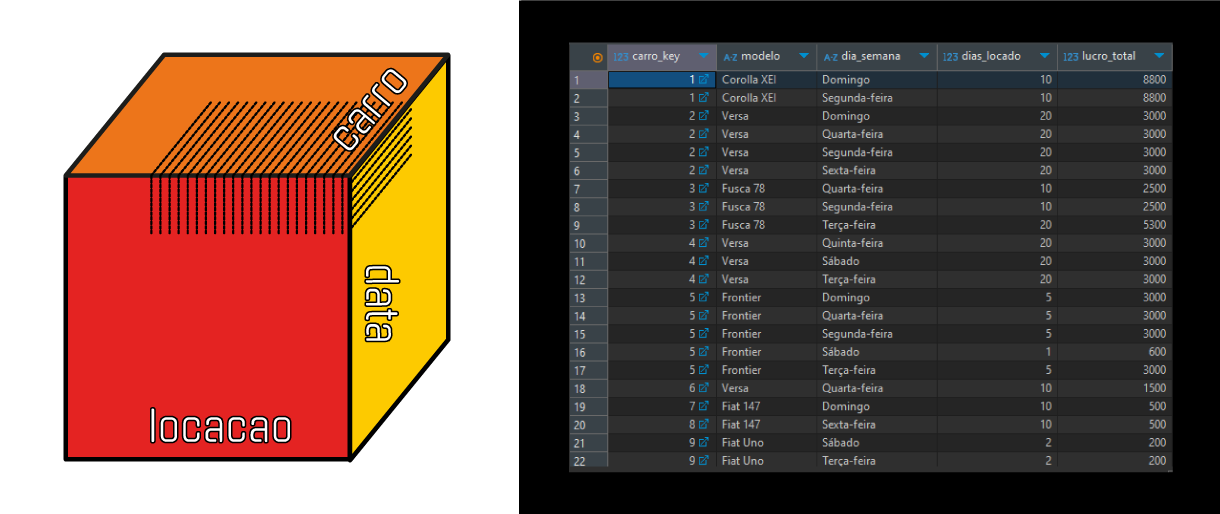 carro
data
locacao
123 carro_key A-Z modelo A-Z dia_semana 123 dias_locado 123 lucro_total
1 1 Corolla XEI Domingo 10 8800
2 1 Corolla XEI Segunda-feira 10 8800
3 2 Versa Domingo 20 3000
4 2 Versa Quarta-feira 20 3000
5 2 Versa Segunda-feira 20 3000
6 2 Versa Sexta-feira 20 3000
7 3 Fusca 78 Quarta-feira 10 2500
8 3 Fusca 78 Segunda-feira 10 2500
9 3 Fusca 78 Terça-feira 20 5300
10 4 Versa Quinta-feira 20 3000
11 4 Versa Sábado 20 3000
12 4 Versa Terça-feira 20 3000
13 5 Frontier Domingo 5 3000
14 5 Frontier Quarta-feira 5 3000
15 5 Frontier Segunda-feira 5 3000
16 5 Frontier Sábado 1 600
17 5 Frontier Terça-feira 5 3000
18 6 Versa Quarta-feira 10 1500
19 7 Fiat 147 Domingo 10 500
20 8 Fiat 147 Sexta-feira 10 500
21 9 Fiat Uno Sábado 2 200
22 9 Fiat Uno Terça-feira 2 200